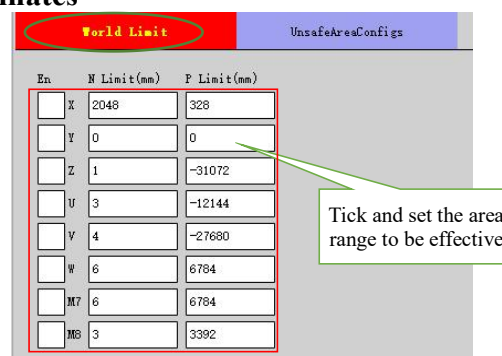 World Limit UnsafeAreaConfigs
En N Limit(mm) P Limit(mm)
X 2048 328
Y 0 0
Z 1 -31072
U 3 -12144
V 4 -27680
W 6 6784
M7 6 6784
M8 3 3392
Tick and set the area
range to be effective